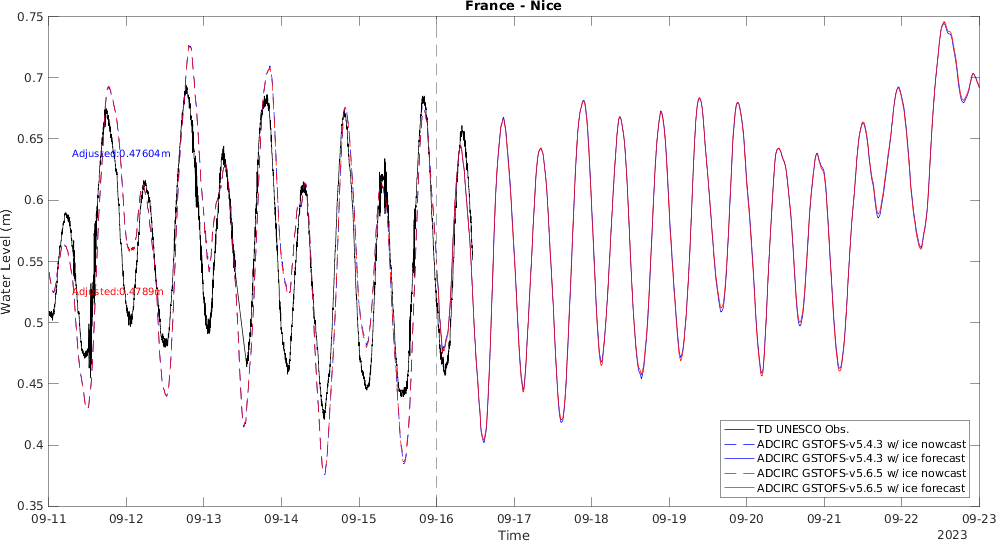 France - Nice
0.75
0.7
0.65
0.6
0.55
0.5
0.45
0.4
0.35
Water Level (m)
Adjusted:0.47604m
Adjusted:0.4789m
TD UNESCO Obs.
ADCIRC GSTOFS-v5.4.3 w/ ice nowcast
ADCIRC GSTOFS-v5.4.3 w/ ice forecast
ADCIRC GSTOFS-v5.6.5 w/ ice nowcast
ADCIRC GSTOFS-v5.6.5 w/ ice forecast
09-11 09-12 09-13 09-14 09-15 09-16 09-17 09-18 09-19 09-20 09-21 09-22 09-23
Time
2023